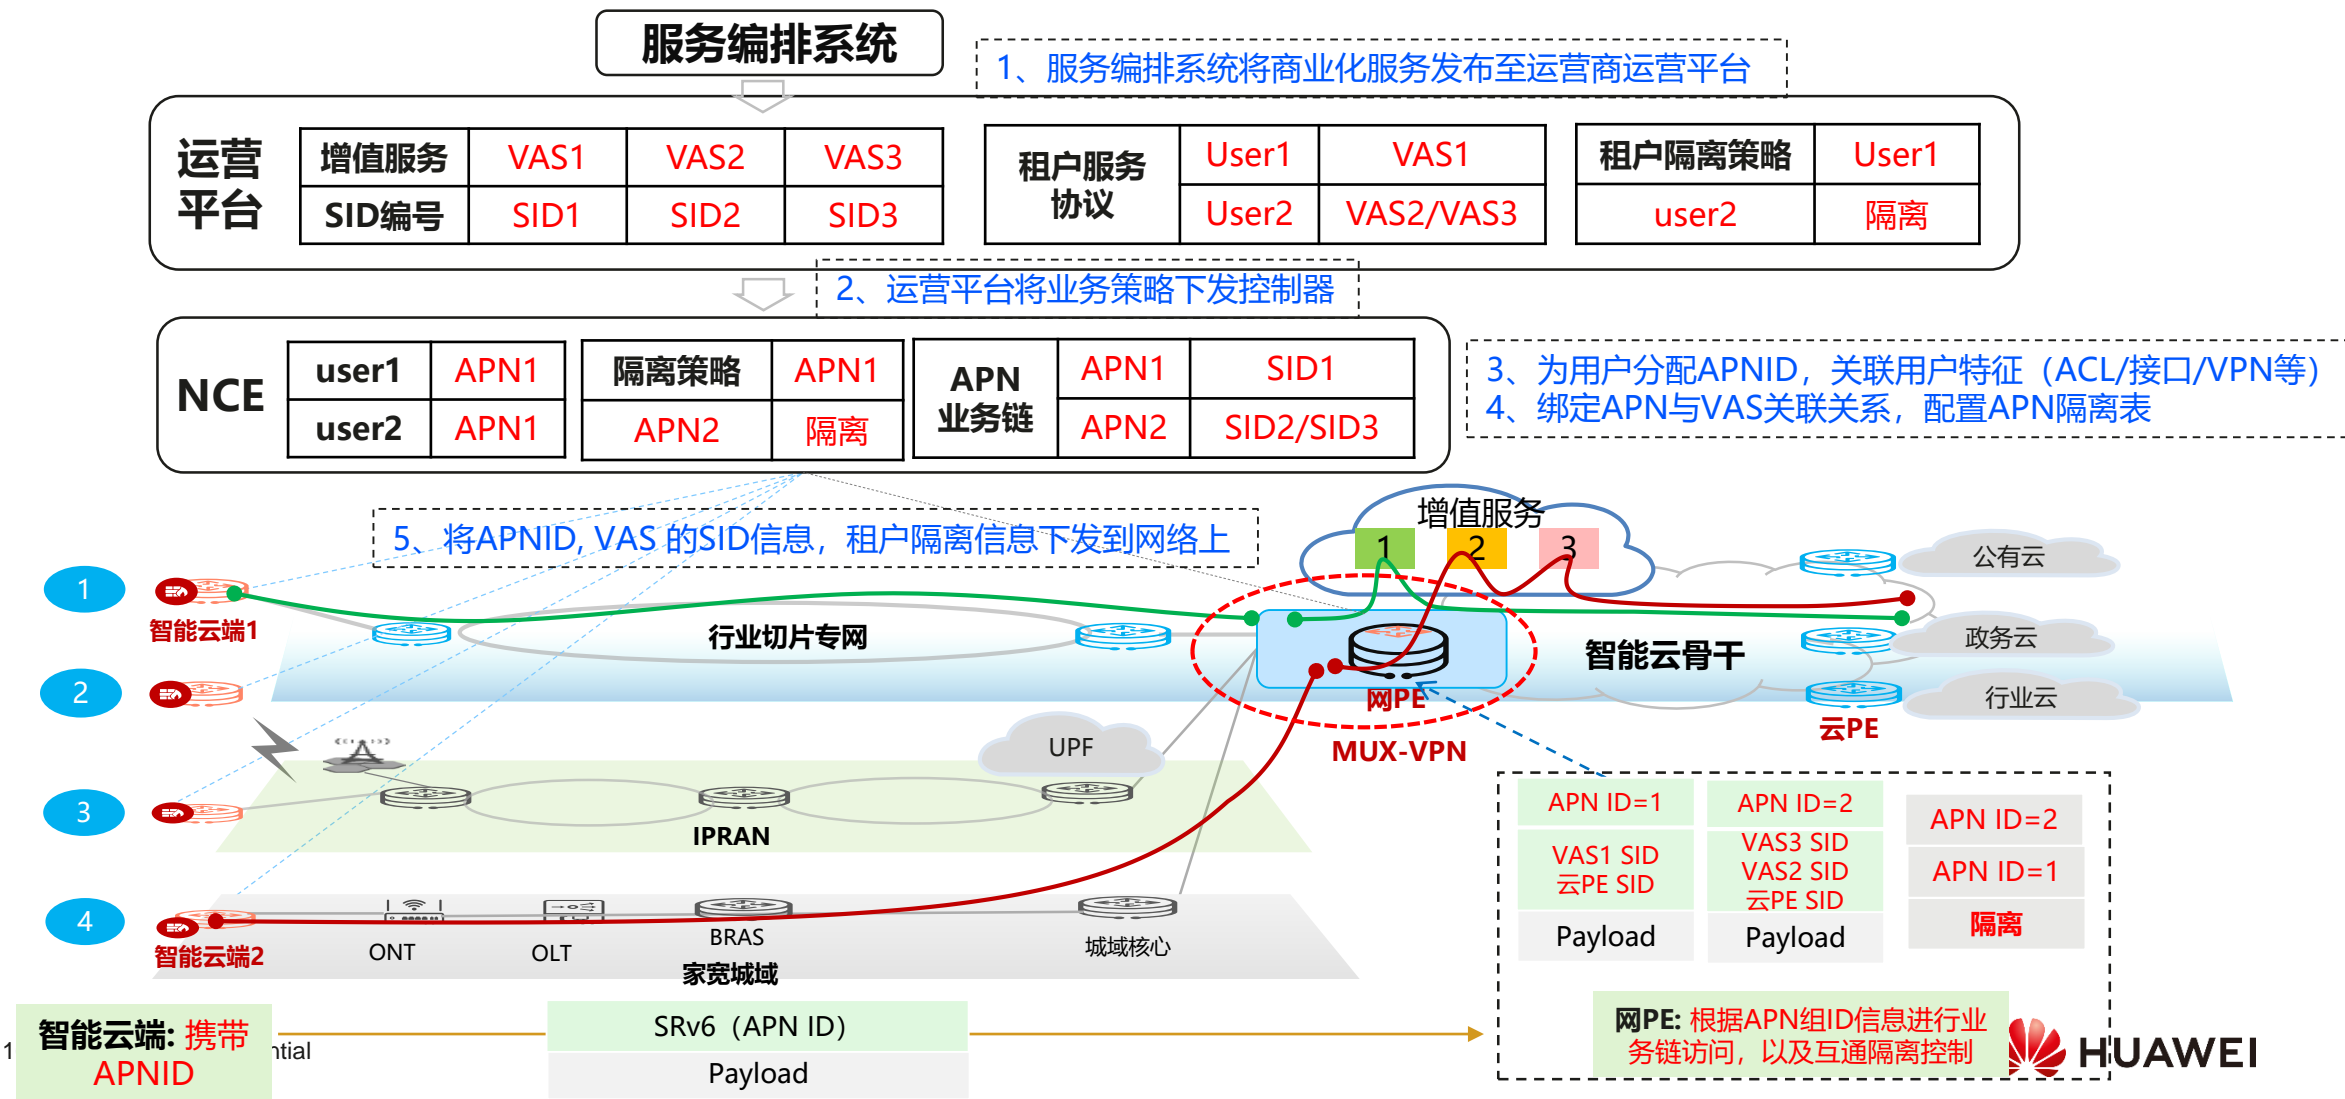 服务编排系统
1、服务编排系统将商业化服务发布至运营商运营平台
运营
平台
增值服务 VAS1 VAS2 VAS3
SID编号 SID1 SID2 SID3
租户服务
协议
User1 VAS1
User2 VAS2/VAS3
租户隔离策略 User1
user2 隔离
2、运营平台将业务策略下发控制器
NCE
user1 APN1
user2 APN1
隔离策略 APN1
APN2 隔离
APN
业务链
APN1 SID1
APN2 SID2/SID3
3、为用户分配APNID，关联用户特征（ACL/接口/VPN等）
4、绑定APN与VAS关联关系，配置APN隔离表
5、将APNID, VAS 的SID信息，租户隔离信息下发到网络上
增值服务
1 2 3
公有云
政务云
行业云
1
智能云端1
行业切片专网
智能云骨干
网PE
云PE
MUX-VPN
2
3
UPF
IPRAN
4
智能云端2
ONT
OLT
BRAS
城域核心
家宽城域
APN ID=1
VAS1 SID
云PE SID
Payload
APN ID=2
VAS3 SID
VAS2 SID
云PE SID
Payload
APN ID=2
APN ID=1
隔离
网PE: 根据APN组ID信息进行业
务链访问，以及互通隔离控制
智能云端: 携带
APNID
SRv6（APN ID）
Payload
1
ntial
HUAWEI